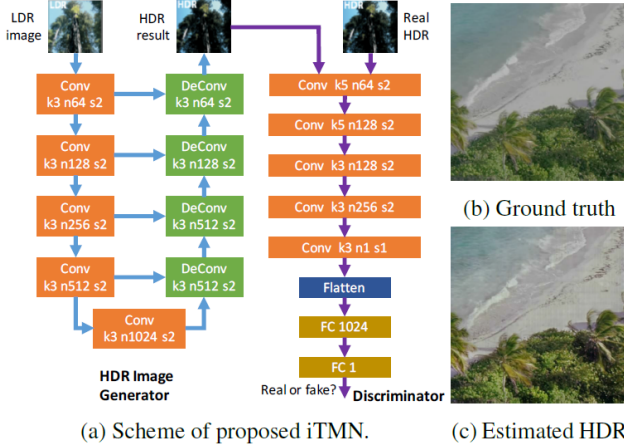 LDR image
HDR result
Real HDR
LDR
HDR
HDR
Conv k3 n64 s2
DeConv k3 n64 s2
Conv k3 n128 s2
DeConv k3 n128 s2
Conv k3 n256 s2
DeConv k3 n512 s2
Conv k3 n512 s2
DeConv k3 n512 s2
Conv k3 n1024 s2
HDR Image Generator
Conv k5 n64 s2
Conv k5 n128 s2
Conv k3 n128 s2
Conv k3 n256 s2
Conv k3 n1 s1
Flatten
FC 1024
FC 1
Real or fake?
Discriminator
(a) Scheme of proposed iTMN.
(b) Ground truth
(c) Estimated HDR